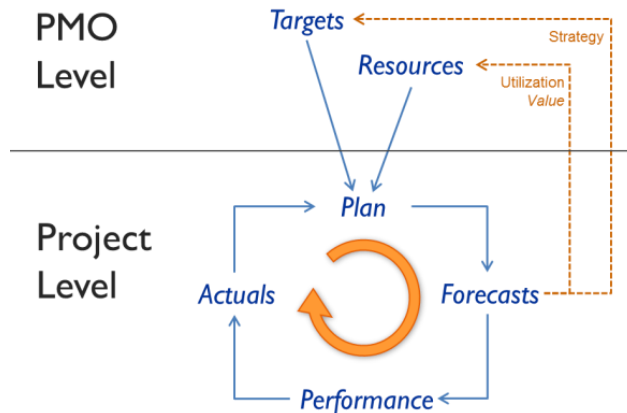 PMO
Level
Targets
Strategy
Resources
Utilization
Value
Plan
Project
Level
Actuals
Forecasts
Performance